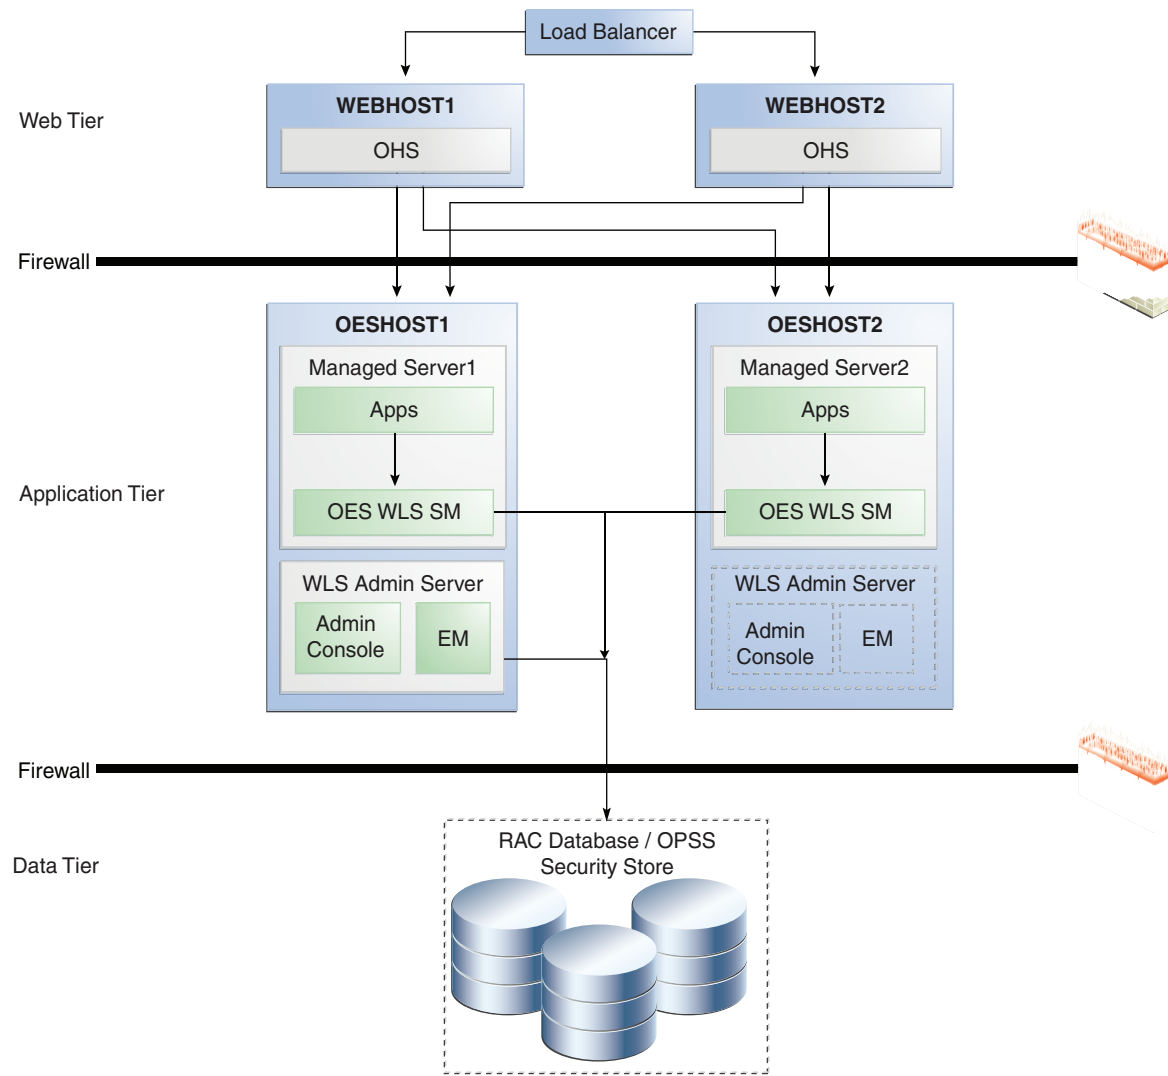 Load Balancer
Web Tier
WEBHOST1
OHS
WEBHOST2
OHS
Firewall
OESHOST1
Managed Server1
Apps
OES WLS SM
WLS Admin Server
Admin
Console
EM
OESHOST2
Managed Server2
Apps
OES WLS SM
WLS Admin Server
Admin
Console
EM
Application Tier
Firewall
Data Tier
RAC Database / OPSS
Security Store